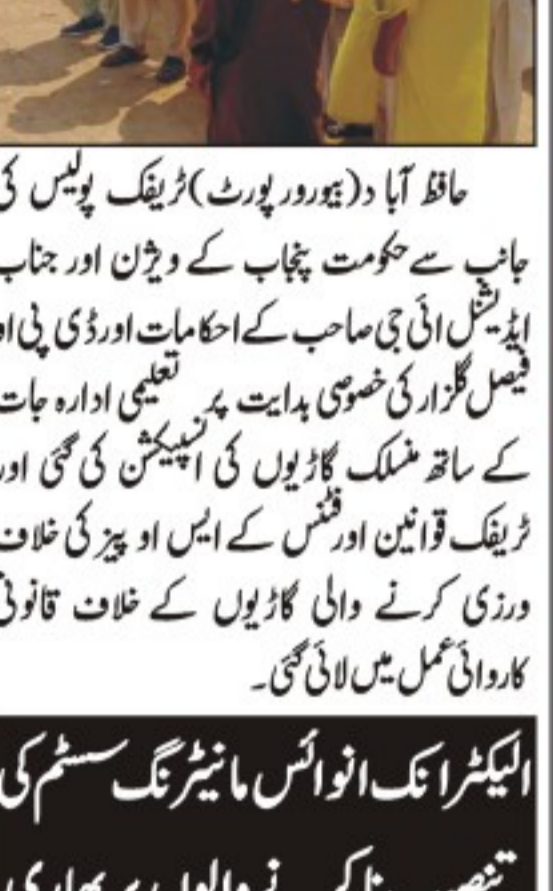 حافظ آبا د(بیورورپورٹ)ٹریفک پولیس کی
جانب سے حکومت پنجاب کے ویژن اور جناب
ایڈیشنل ائی جی صاحب کے احکامات اور ڈی پی او
فیصل گلزار کی خصوصی ہدایت پر تعلیمی ادارہ جات
کے ساتھ منسلک گاڑیوں کی انسپیکشن کی گئی اور
ٹریفک قوانین اور فٹنس کے ایس او پیز کی خلاف
ورزی کرنے والی گاڑیوں کے خلاف قانونی
کاروائی عمل میں لائی گئی۔
الیکٹرانک انوائس مانیٹرنگ سسٹم کی